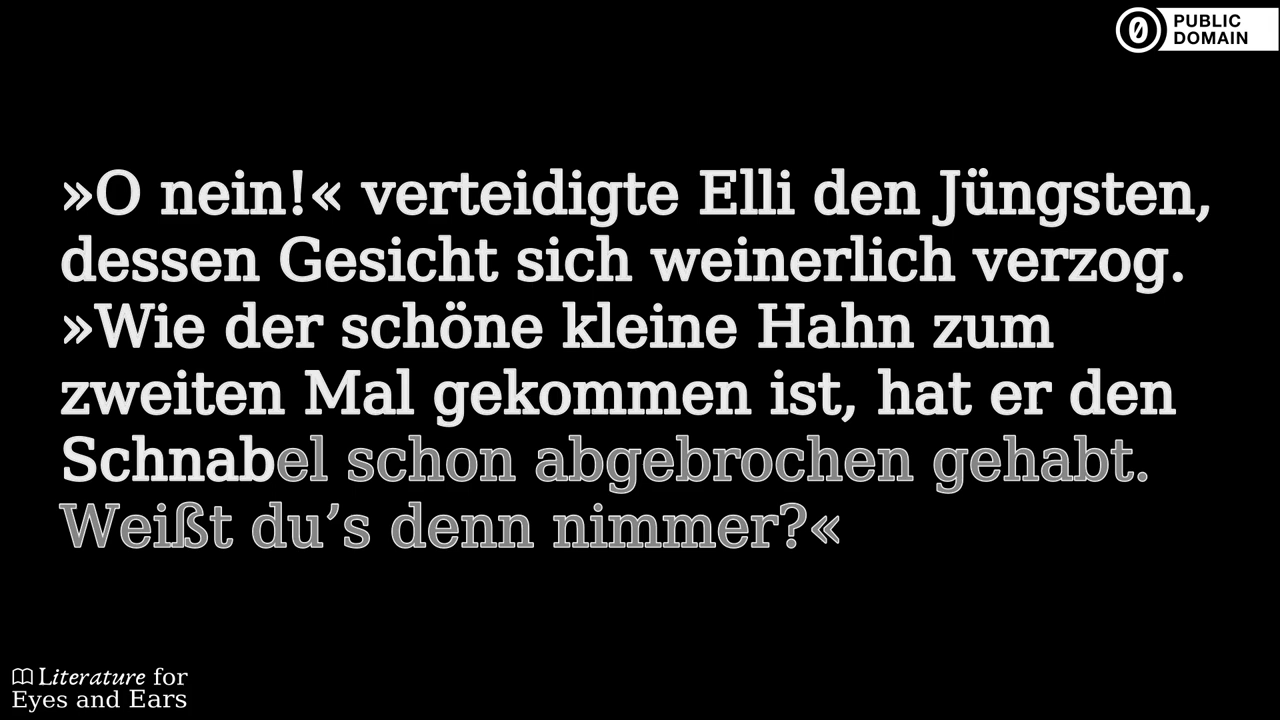 PUBLIC
DOMAIN
»O nein!« verteidigte Elli den Jüngsten,
dessen Gesicht sich weinerlich verzog.
»Wie der schöne kleine Hahn zum
zweiten Mal gekommen ist, hat er den
Schnabel schon abgebrochen gehabt.
Weißt du’s denn nimmer?«
Literature for
Eyes and Ears